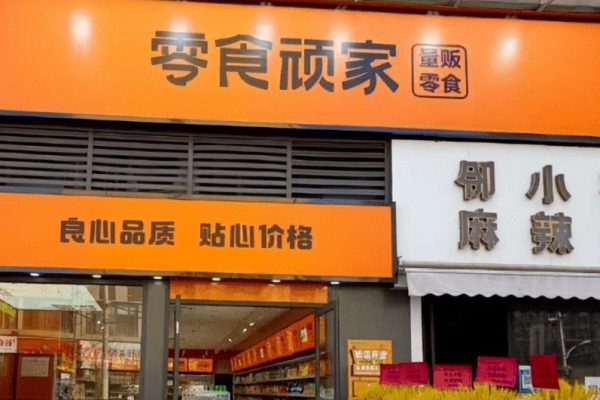 零食顽家
量贩
零食
良心品质 贴心价格
邻小
麻辣